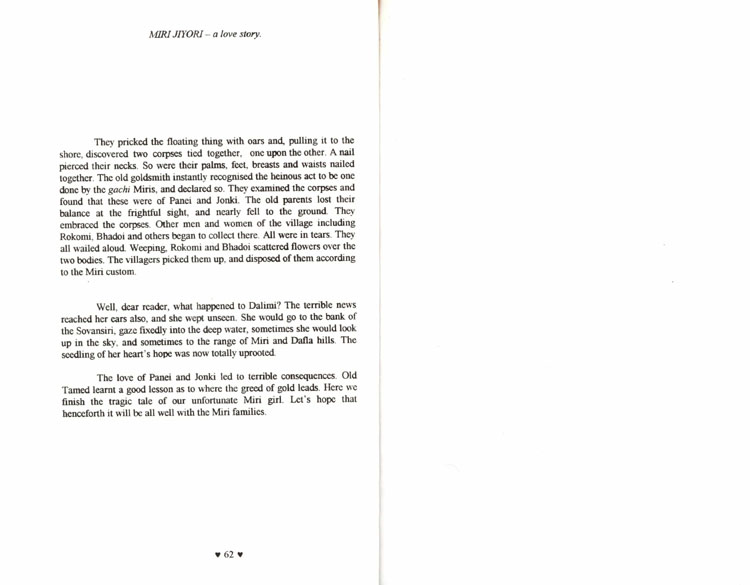 MIRI JIYORI – a love story.
They pricked the floating thing with oars and, pulling it to the
shore, discovered two corpses tied together, one upon the other. A nail
pierced their necks. So were their palms, feet, breasts and waists nailed
together. The old goldsmith instantly recognised the heinous act to be one
done by the gachi Miris, and declared so. They examined the corpses and
found that these were of Panei and Jonki. The old parents lost their
balance at the frightful sight, and nearly fell to the ground. They
embraced the corpses. Other men and women of the village including
Rokomi, Bhadoi and others began to collect there. All were in tears. They
all wailed aloud. Weeping, Rokomi and Bhadoi scattered flowers over the
two bodies. The villagers picked them up, and disposed of them according
to the Miri custom.
Well, dear reader, what happened to Dalimi? The terrible news
reached her ears also, and she wept unseen. She would go to the bank of
the Sovansiri, gaze fixedly into the deep water, sometimes she would look
up in the sky, and sometimes to the range of Miri and Dafla hills. The
seedling of her heart's hope was now totally uprooted.
The love of Panei and Jonki led to terrible consequences. Old
Tamed learnt a good lesson as to where the greed of gold leads. Here we
finish the tragic tale of our unfortunate Miri girl. Let's hope that
henceforth it will be all well with the Miri families.
♥ 62 ♥